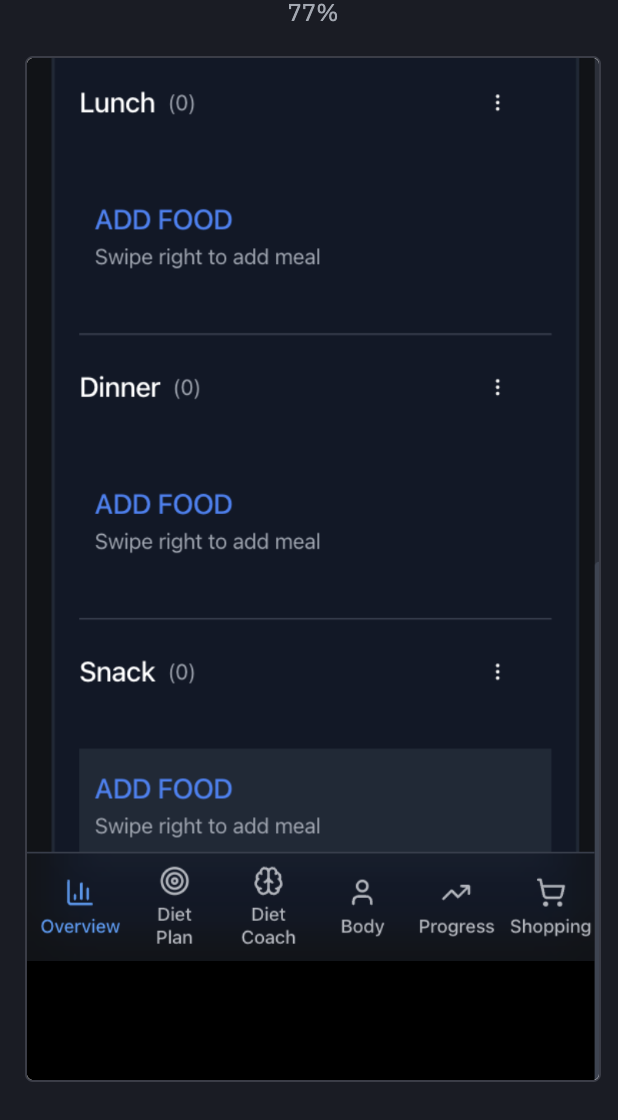 77%
Lunch (0)
ADD FOOD
Swipe right to add meal
Dinner (0)
ADD FOOD
Swipe right to add meal
Snack (0)
ADD FOOD
Swipe right to add meal
Overview
Diet
Plan
Diet
Coach
Body
Progress
Shopping